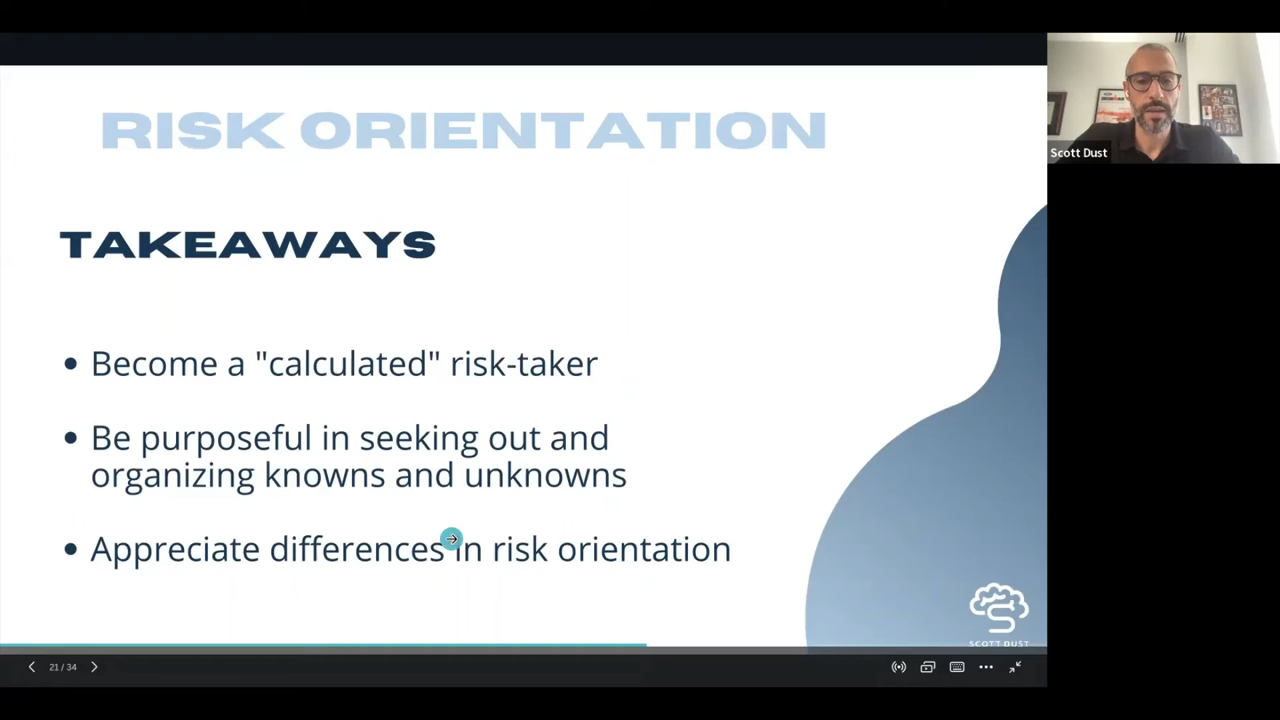 RISK ORIENTATION
TAKEAWAYS
• Become a "calculated" risk-taker
• Be purposeful in seeking out and
organizing knowns and unknowns
• Appreciate differences in risk orientation
SCOTT DUST
21 / 34
Scott Dust